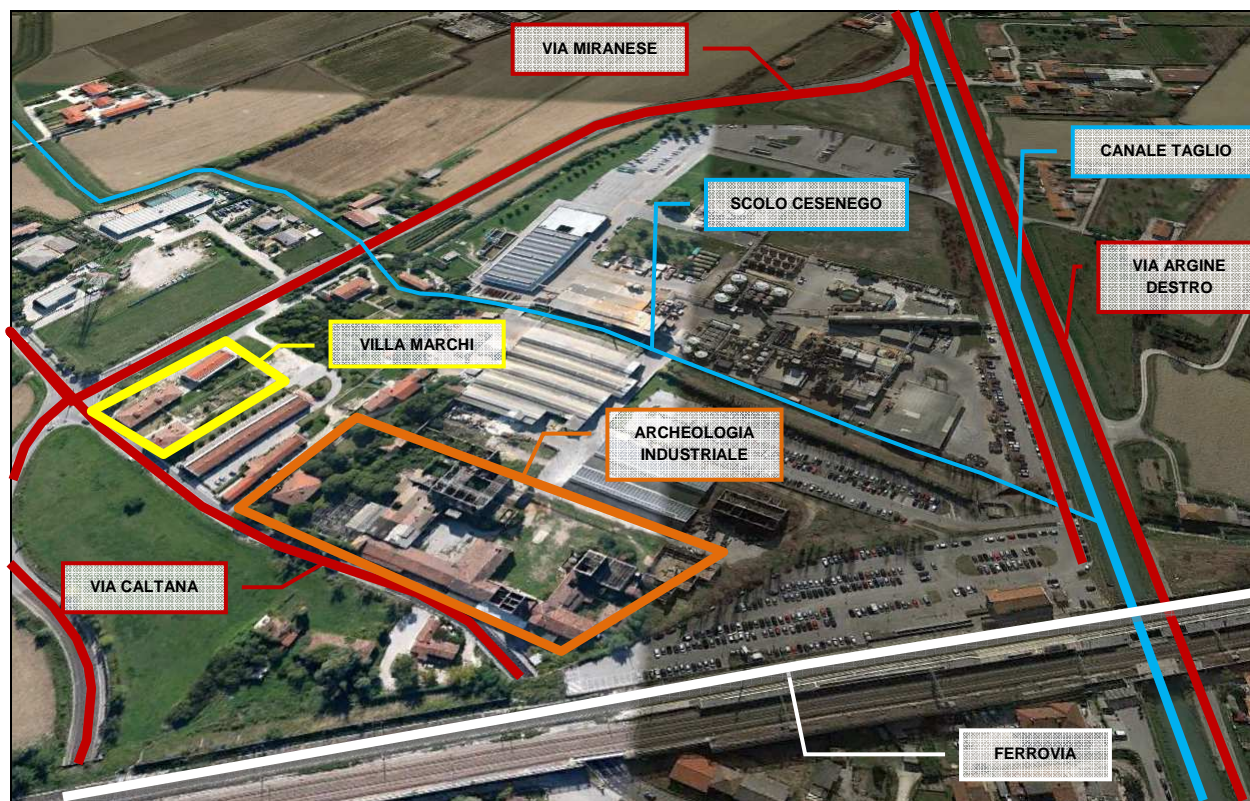 VIA MIRANESE
CANALE TAGLIO
SCOLO CESENEGO
VIA ARGINE
DESTRO
VILLA MARCHI
ARCHEOLOGIA
INDUSTRIALE
VIA CALTANA
FERROVIA